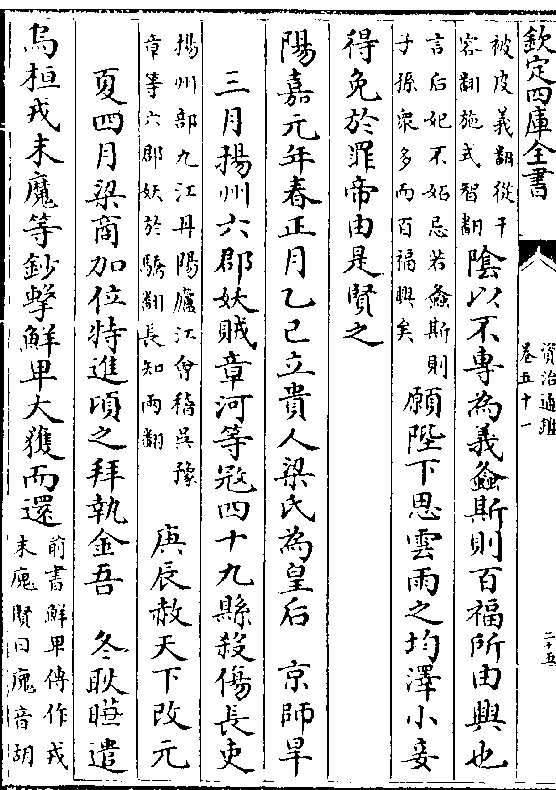 欽定四庫全書
資治通鑑
卷五十一
二十五
被皮義翻從千
容翻施式智翻
陰以不專為義螽斯則百福所由興也
言后妃不妬忌若螽斯則
子孫衆多而百福興矣
願陛下思雲雨之均澤小妾
得免於罪帝由是賢之
陽嘉元年春正月乙巳立貴人梁氏為皇后 京師旱
三月揚州六郡妖賊章河等宼四十九縣殺傷長吏
揚州部九江丹陽廬江會稽吳豫
章等六郡妖於驕翻長知兩翻
庚辰赦天下改元
夏四月梁商加位特進頃之拜執金吾 冬耿曄遣
烏桓戎末魔等鈔擊鮮卑大獲而還
前書鮮卑傳作戎
末廆賢曰廆音胡